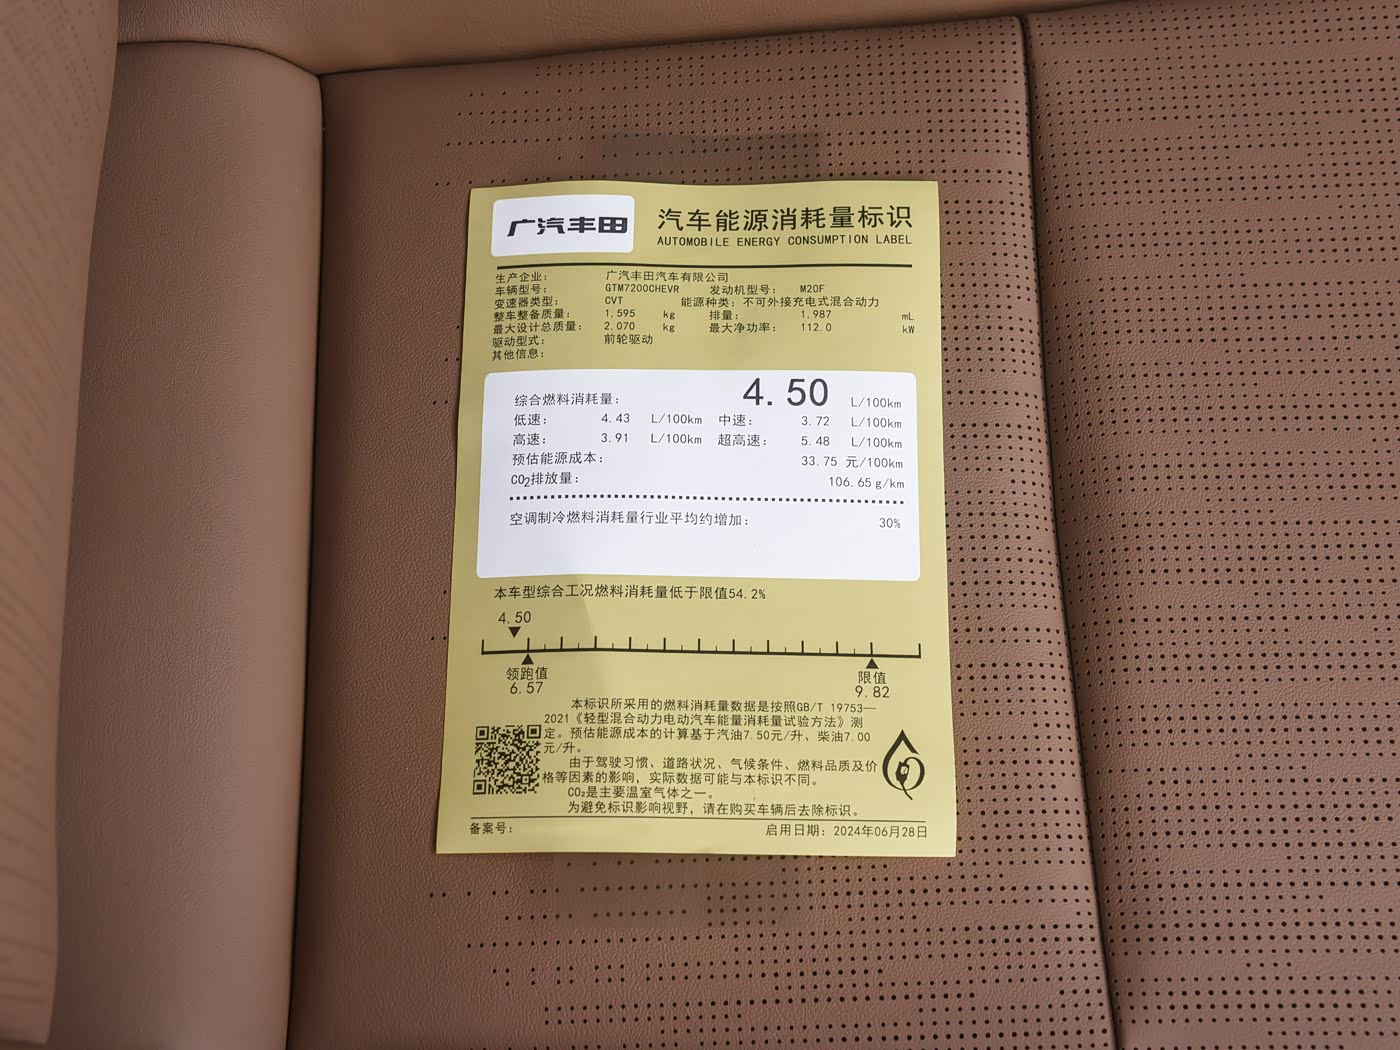 广汽丰田
汽车能源消耗量标识
AUTOMOBILE ENERGY CONSUMPTION LABEL
生产企业： 广汽丰田汽车有限公司
车辆型号： GTM7200CHEVR 发动机型号： M20F
变速器类型： CVT 能源种类：不可外接充电式混合动力
整车整备质量： 1,595 kg 排量： 1,987 mL
最大设计总质量： 2,070 kg 最大净功率： 112.0 kW
驱动型式： 前轮驱动
其他信息：
综合燃料消耗量： 4.50 L/100km
低速： 4.43 L/100km 中速： 3.72 L/100km
高速： 3.91 L/100km 超高速： 5.48 L/100km
预估能源成本： 33.75 元/100km
CO₂排放量： 106.65 g/km
空调制冷燃料消耗量行业平均约增加： 30%
本车型综合工况燃料消耗量低于限值54.2%
4.50
领跑值 限值
6.57 9.82
本标识所采用的燃料消耗量数据是按照GB/T 19753—
2021《轻型混合动力电动汽车能量消耗量试验方法》测
定。预估能源成本的计算基于汽油7.50元/升、柴油7.00
元/升。
由于驾驶习惯、道路状况、气候条件、燃料品质及价
格等因素的影响，实际数据可能与本标识不同。
CO₂是主要温室气体之一。
为避免标识影响视野，请在购买车辆后去除标识。
备案号： 启用日期：2024年06月28日